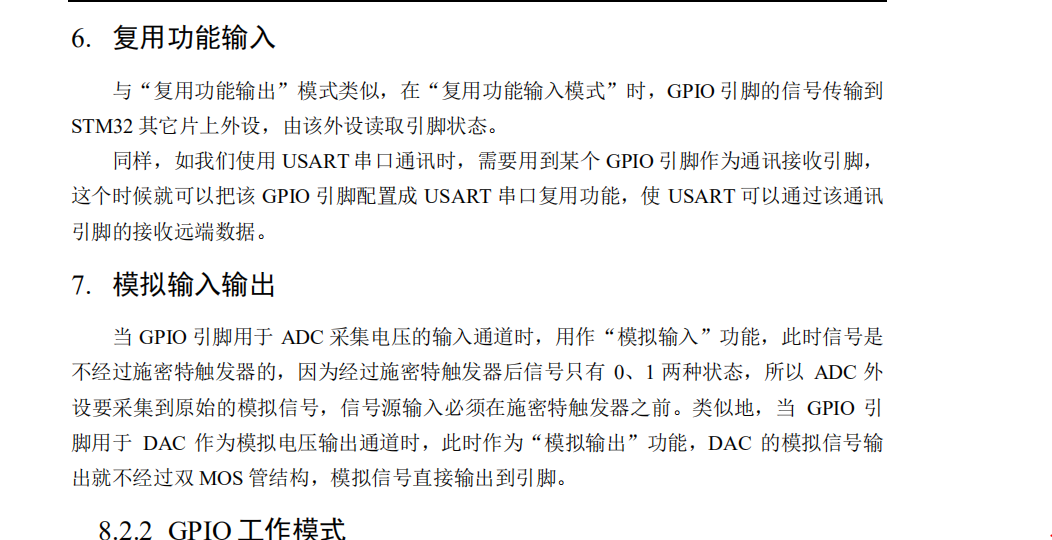 6. 复用功能输入
与“复用功能输出”模式类似，在“复用功能输入模式”时，GPIO 引脚的信号传输到
STM32 其它片上外设，由该外设读取引脚状态。
同样，如我们使用 USART 串口通讯时，需要用到某个 GPIO 引脚作为通讯接收引脚，
这个时候就可以把该 GPIO 引脚配置成 USART 串口复用功能，使 USART 可以通过该通讯
引脚的接收远端数据。
7. 模拟输入输出
当 GPIO 引脚用于 ADC 采集电压的输入通道时，用作“模拟输入”功能，此时信号是
不经过施密特触发器的，因为经过施密特触发器后信号只有 0、1 两种状态，所以 ADC 外
设要采集到原始的模拟信号，信号源输入必须在施密特触发器之前。类似地，当 GPIO 引
脚用于 DAC 作为模拟电压输出通道时，此时作为“模拟输出”功能，DAC 的模拟信号输
出就不经过双 MOS 管结构，模拟信号直接输出到引脚。
8.2.2 GPIO 工作模式